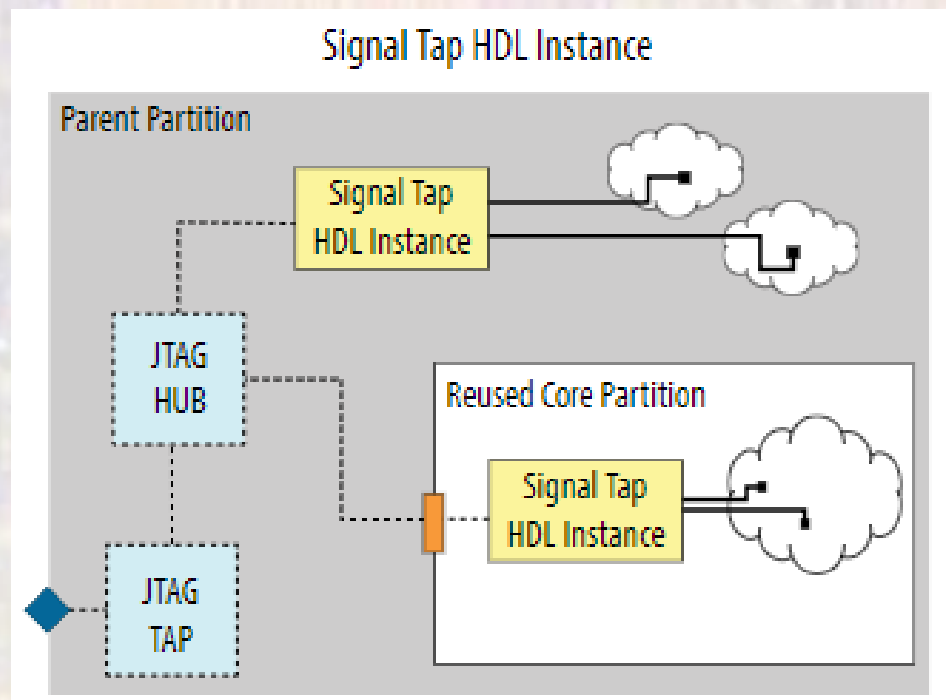 Signal Tap HDL Instance
Parent Partition
Signal Tap
HDL Instance
JTAG
HUB
Reused Core Partition
Signal Tap
HDL Instance
JTAG
TAP